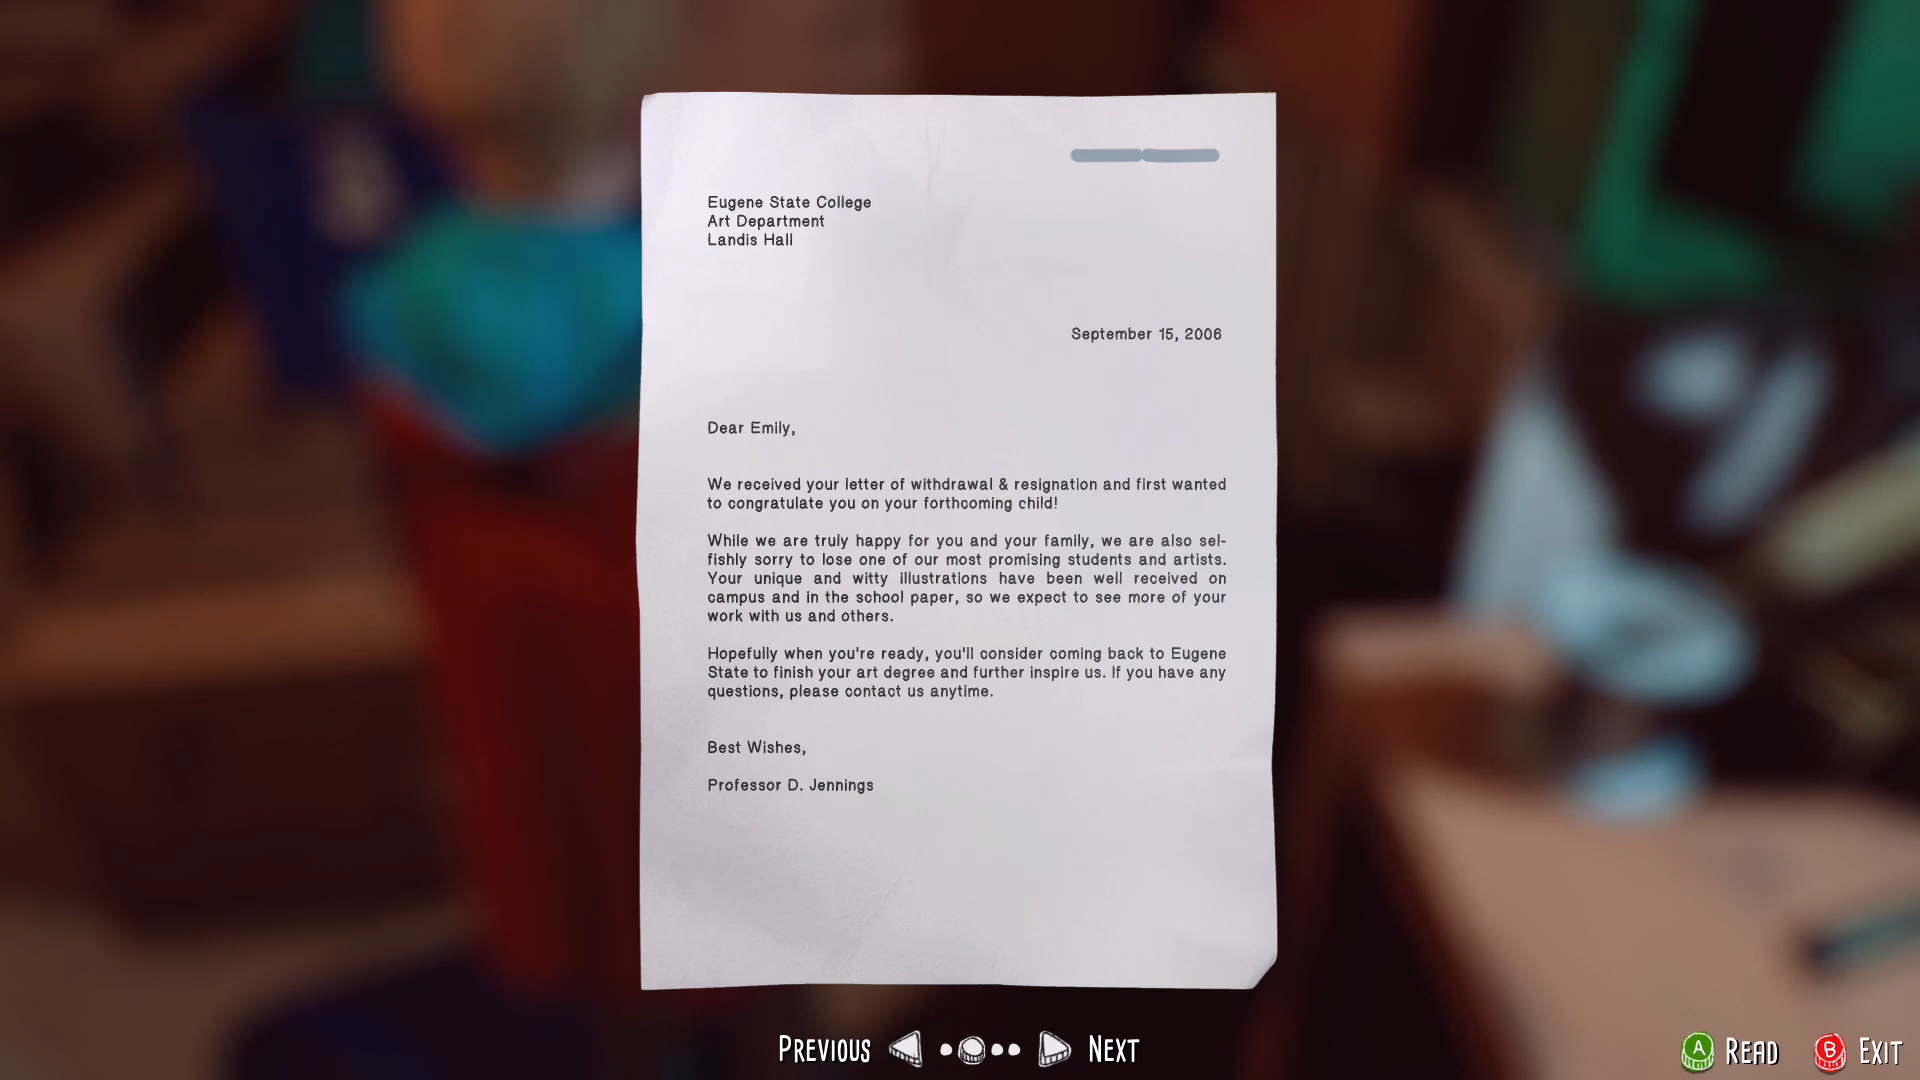 Eugene State College
Art Department
Landis Hall
September 15, 2006
Dear Emily,
We received your letter of withdrawal & resignation and first wanted
to congratulate you on your forthcoming child!
While we are truly happy for you and your family, we are also sel-
fishly sorry to lose one of our most promising students and artists.
Your unique and witty illustrations have been well received on
campus and in the school paper, so we expect to see more of your
work with us and others.
Hopefully when you're ready, you'll consider coming back to Eugene
State to finish your art degree and further inspire us. If you have any
questions, please contact us anytime.
Best Wishes,
Professor D. Jennings
PREVIOUS NEXT
A READ B EXIT